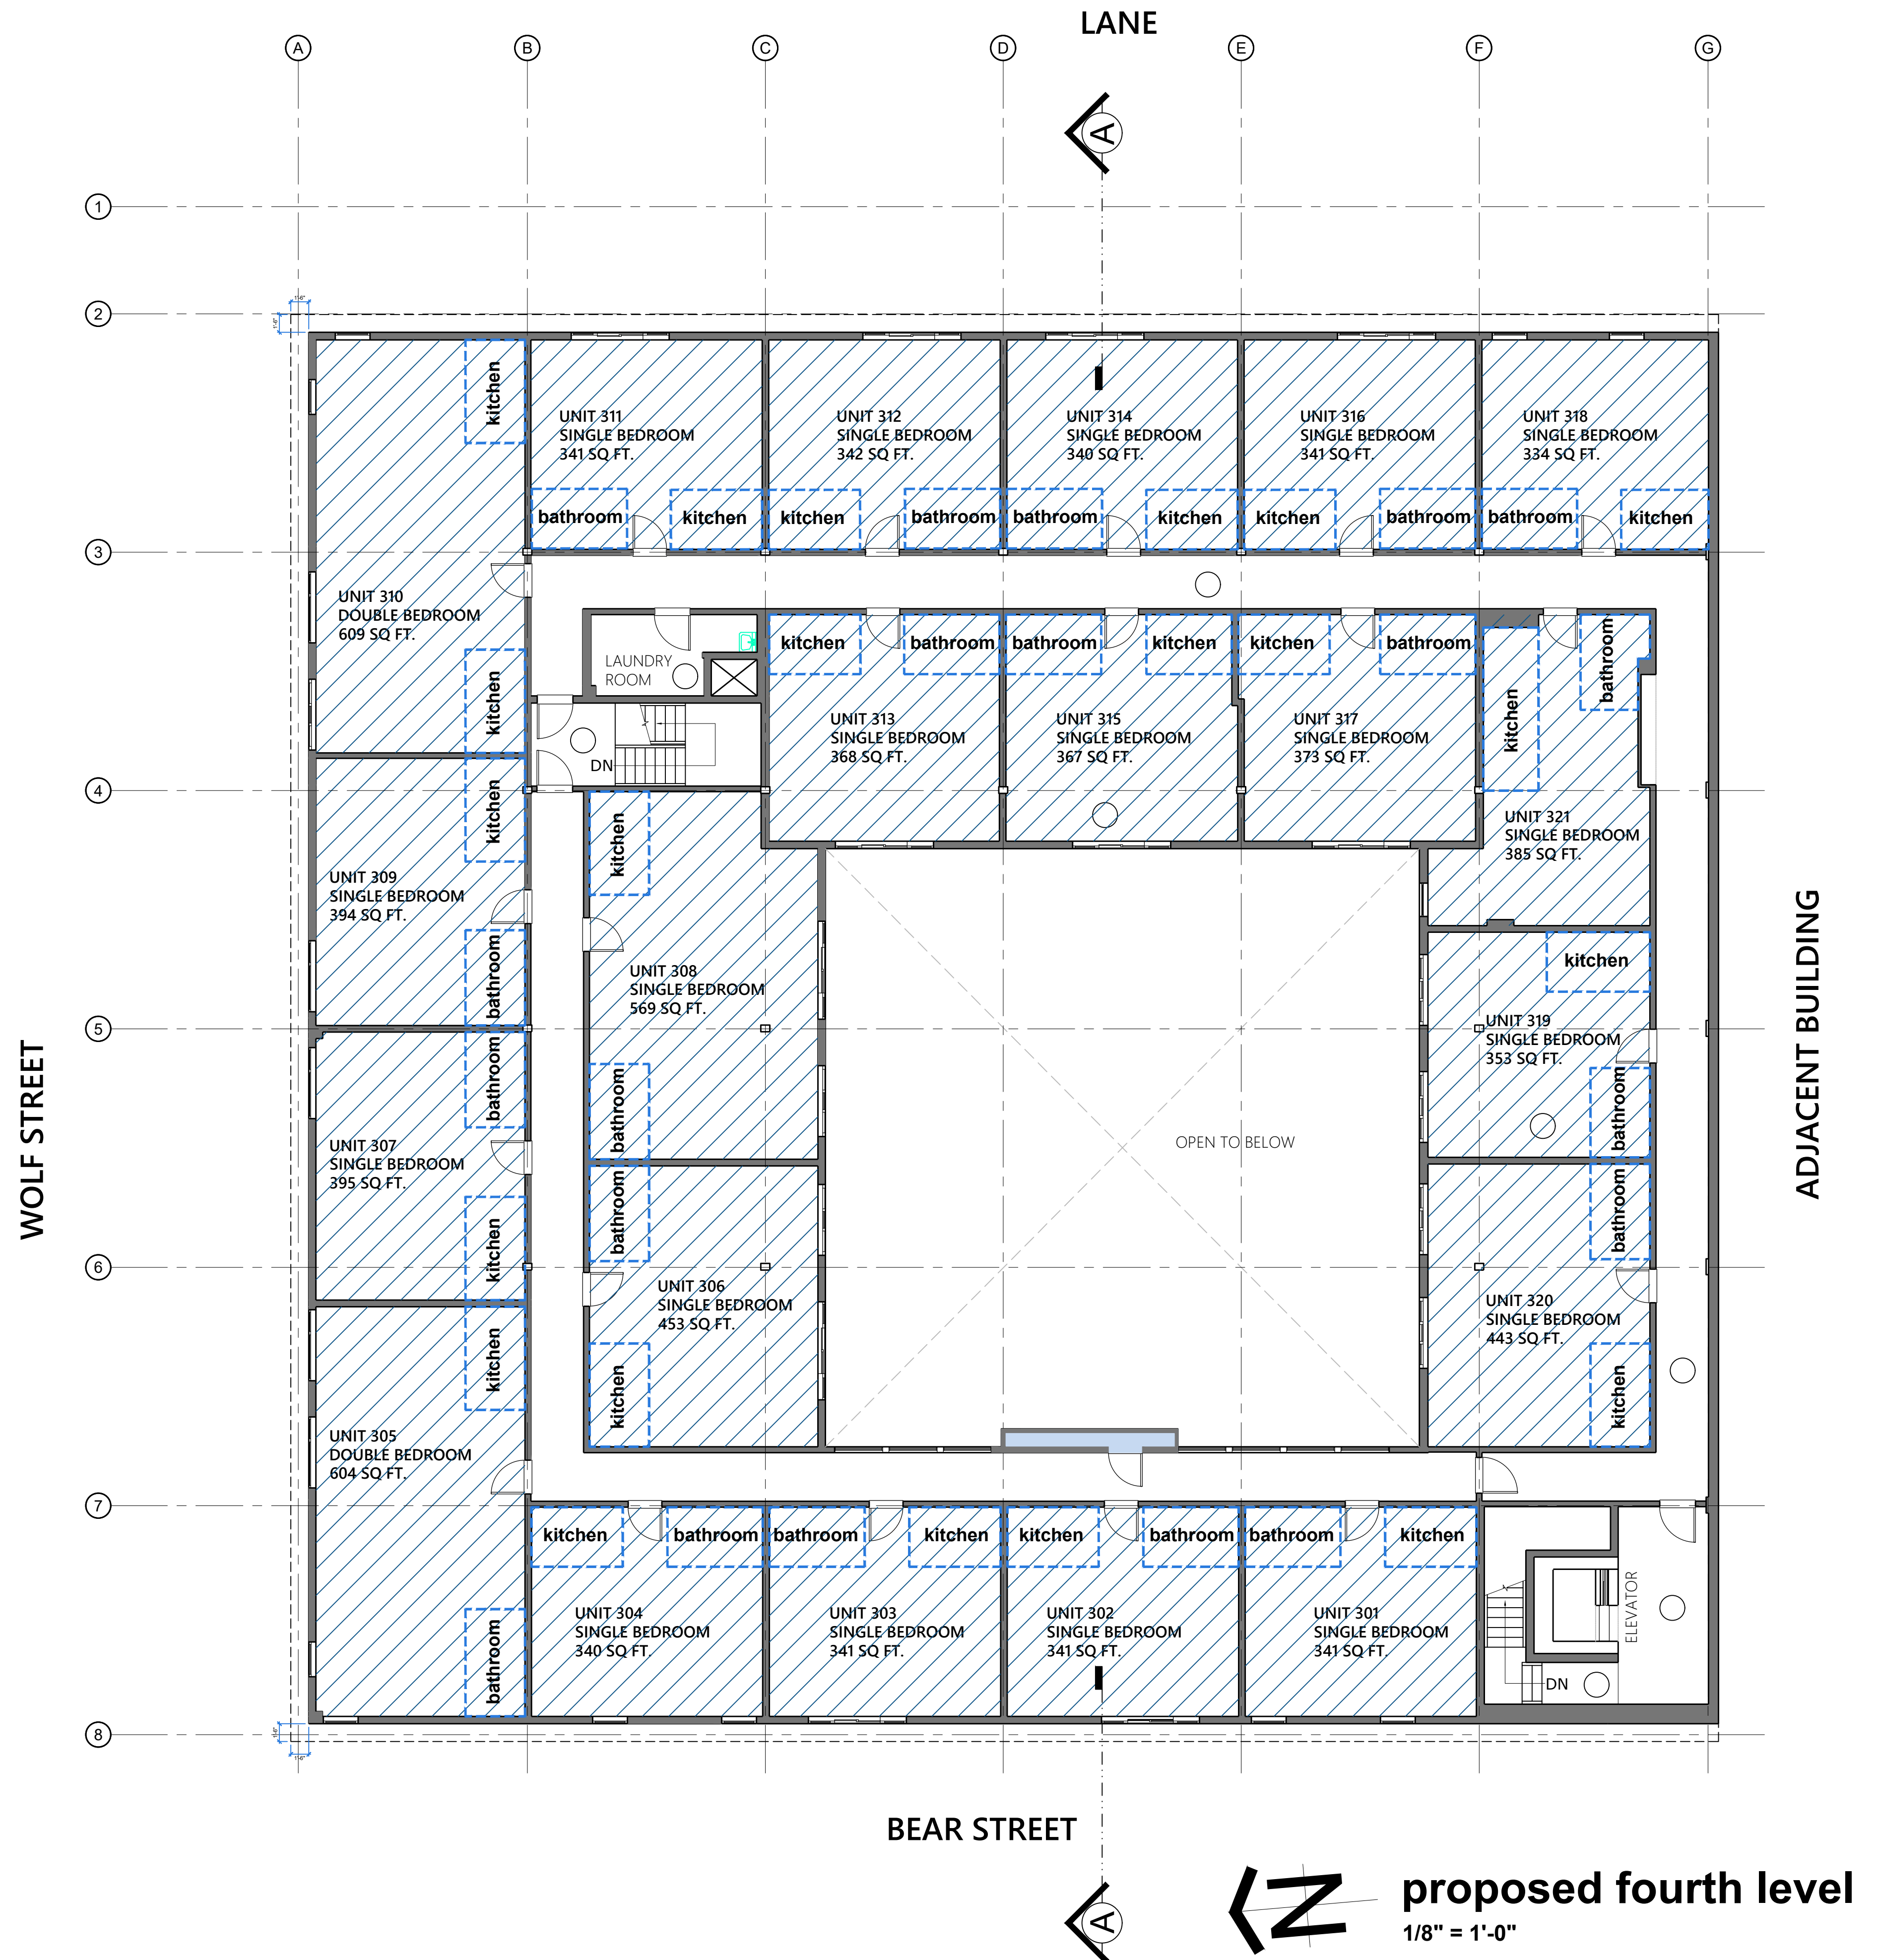 LANE
A
B
C
D
E
F
G
A
1
2
1'-6"
1'-6"
kitchen
UNIT 311
SINGLE BEDROOM
341 SQ FT.
UNIT 312
SINGLE BEDROOM
342 SQ FT.
UNIT 314
SINGLE BEDROOM
340 SQ FT.
UNIT 316
SINGLE BEDROOM
341 SQ FT.
UNIT 318
SINGLE BEDROOM
334 SQ FT.
bathroom
kitchen
kitchen
bathroom
bathroom
kitchen
kitchen
bathroom
bathroom
kitchen
3
UNIT 310
DOUBLE BEDROOM
609 SQ FT.
kitchen
LAUNDRY
ROOM
kitchen
bathroom
bathroom
kitchen
kitchen
bathroom
kitchen
bathroom
UNIT 313
SINGLE BEDROOM
368 SQ FT.
UNIT 315
SINGLE BEDROOM
367 SQ FT.
UNIT 317
SINGLE BEDROOM
373 SQ FT.
DN
4
kitchen
kitchen
UNIT 321
SINGLE BEDROOM
385 SQ FT.
UNIT 309
SINGLE BEDROOM
394 SQ FT.
bathroom
UNIT 308
SINGLE BEDROOM
569 SQ FT.
kitchen
UNIT 319
SINGLE BEDROOM
353 SQ FT.
5
bathroom
bathroom
bathroom
WOLF STREET
ADJACENT BUILDING
OPEN TO BELOW
UNIT 307
SINGLE BEDROOM
395 SQ FT.
kitchen
bathroom
bathroom
6
UNIT 306
SINGLE BEDROOM
453 SQ FT.
UNIT 320
SINGLE BEDROOM
443 SQ FT.
kitchen
kitchen
kitchen
UNIT 305
DOUBLE BEDROOM
604 SQ FT.
7
kitchen
bathroom
bathroom
kitchen
kitchen
bathroom
bathroom
kitchen
UNIT 304
SINGLE BEDROOM
340 SQ FT.
UNIT 303
SINGLE BEDROOM
341 SQ FT.
UNIT 302
SINGLE BEDROOM
341 SQ FT.
UNIT 301
SINGLE BEDROOM
341 SQ FT.
ELEVATOR
bathroom
DN
8
1'-6"
1'-6"
BEAR STREET
A
N
proposed fourth level
1/8" = 1'-0"